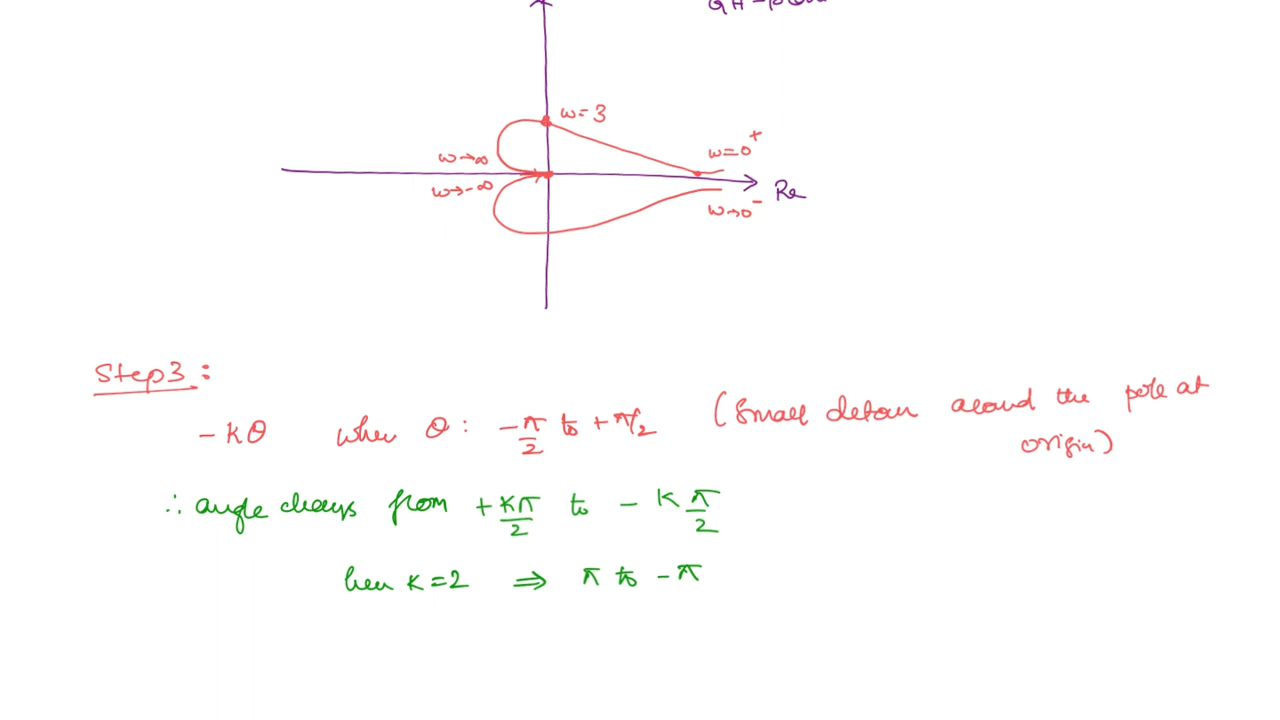 ω=3
ω→∞
ω=0⁺
ω→-∞
Re
ω→0⁻
Step3:
-Kθ when θ: -π/2 to +π/2 (Small detour around the pole at
origin)
∴ angle changes from +Kπ/2 to -Kπ/2
here K=2 ⇒ π to -π